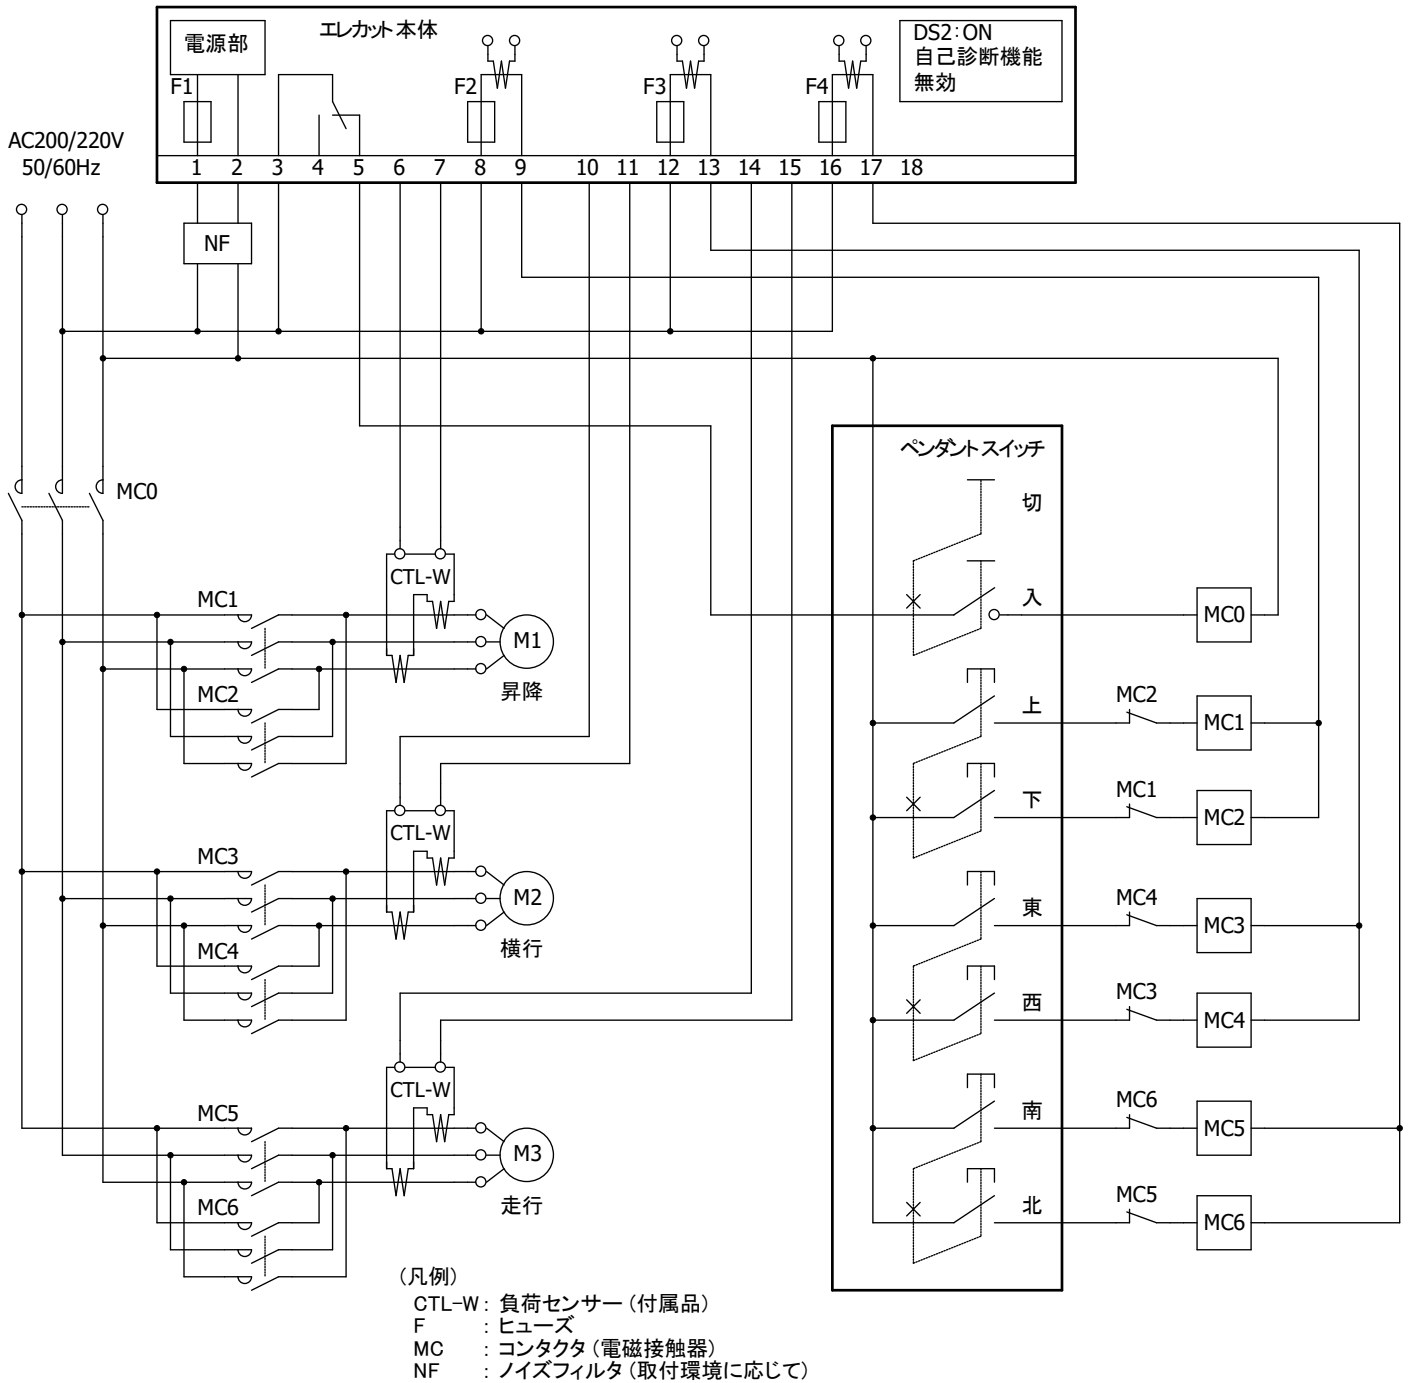 エレカット本体
電源部
DS2:ON
自己診断機能
無効
F1
F2
F3
F4
AC200/220V
50/60Hz
1 2 3 4 5 6 7 8 9 10 11 12 13 14 15 16 17 18
NF
ペンダントスイッチ
MC0
切
CTL-W
MC1
入
MC0
M1
昇降
MC2
上
MC2
MC1
下
MC1
MC2
CTL-W
MC3
M2
横行
東
MC4
MC3
MC4
西
MC3
MC4
CTL-W
MC5
M3
走行
南
MC6
MC5
MC6
北
MC5
MC6
(凡例)
CTL-W: 負荷センサー(付属品)
F : ヒューズ
MC : コンタクタ(電磁接触器)
NF : ノイズフィルタ(取付環境に応じて)